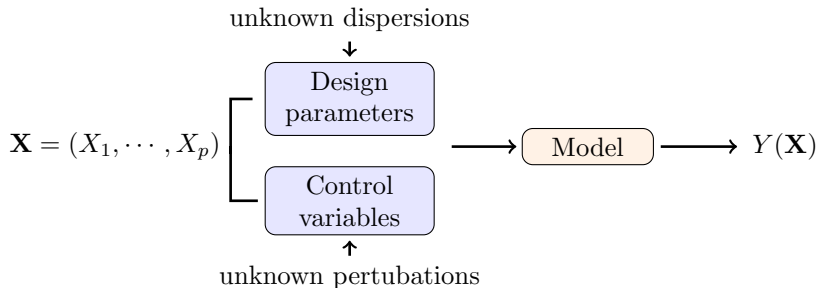 unknown dispersions
Design
parameters
X = (X₁, ⋯ , Xₚ)
Model
Y(X)
Control
variables
unknown pertubations